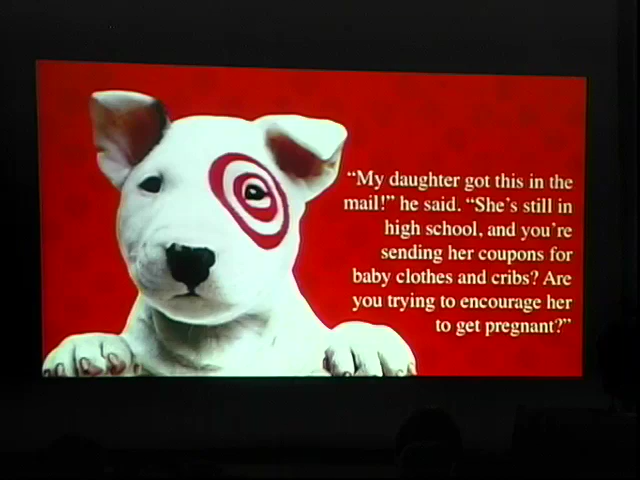 “My daughter got this in the
mail!” he said. “She’s still in
high school, and you’re
sending her coupons for
baby clothes and cribs? Are
you trying to encourage her
to get pregnant?”